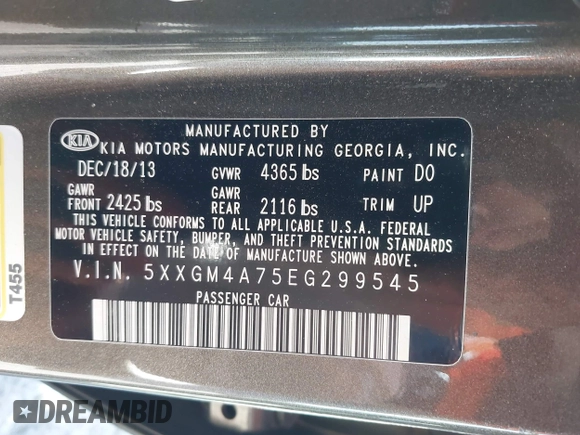 MANUFACTURED BY
KIA KIA MOTORS MANUFACTURING GEORGIA, INC.
DEC/18/13 GVWR 4365 lbs PAINT DO
GAWR FRONT 2425 lbs GAWR REAR 2116 lbs TRIM UP
THIS VEHICLE CONFORMS TO ALL APPLICABLE U.S.A. FEDERAL
MOTOR VEHICLE SAFETY, BUMPER, AND THEFT PREVENTION STANDARDS
IN EFFECT ON THE DATE OF MANUFACTURE SHOWN ABOVE.
V.I.N. 5XXGM4A75EG299545
PASSENGER CAR
T455
DREAMBID